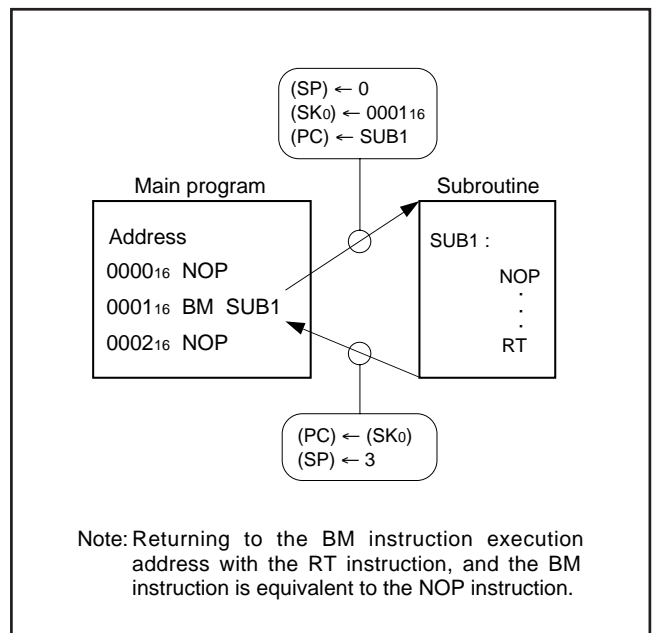 (SP) ← 0
(SK₀) ← 0001₁₆
(PC) ← SUB1
Main program
Subroutine
Address
0000₁₆ NOP
0001₁₆ BM SUB1
0002₁₆ NOP
SUB1 :
NOP
·
·
·
RT
(PC) ← (SK₀)
(SP) ← 3
Note: Returning to the BM instruction execution
address with the RT instruction, and the BM
instruction is equivalent to the NOP instruction.